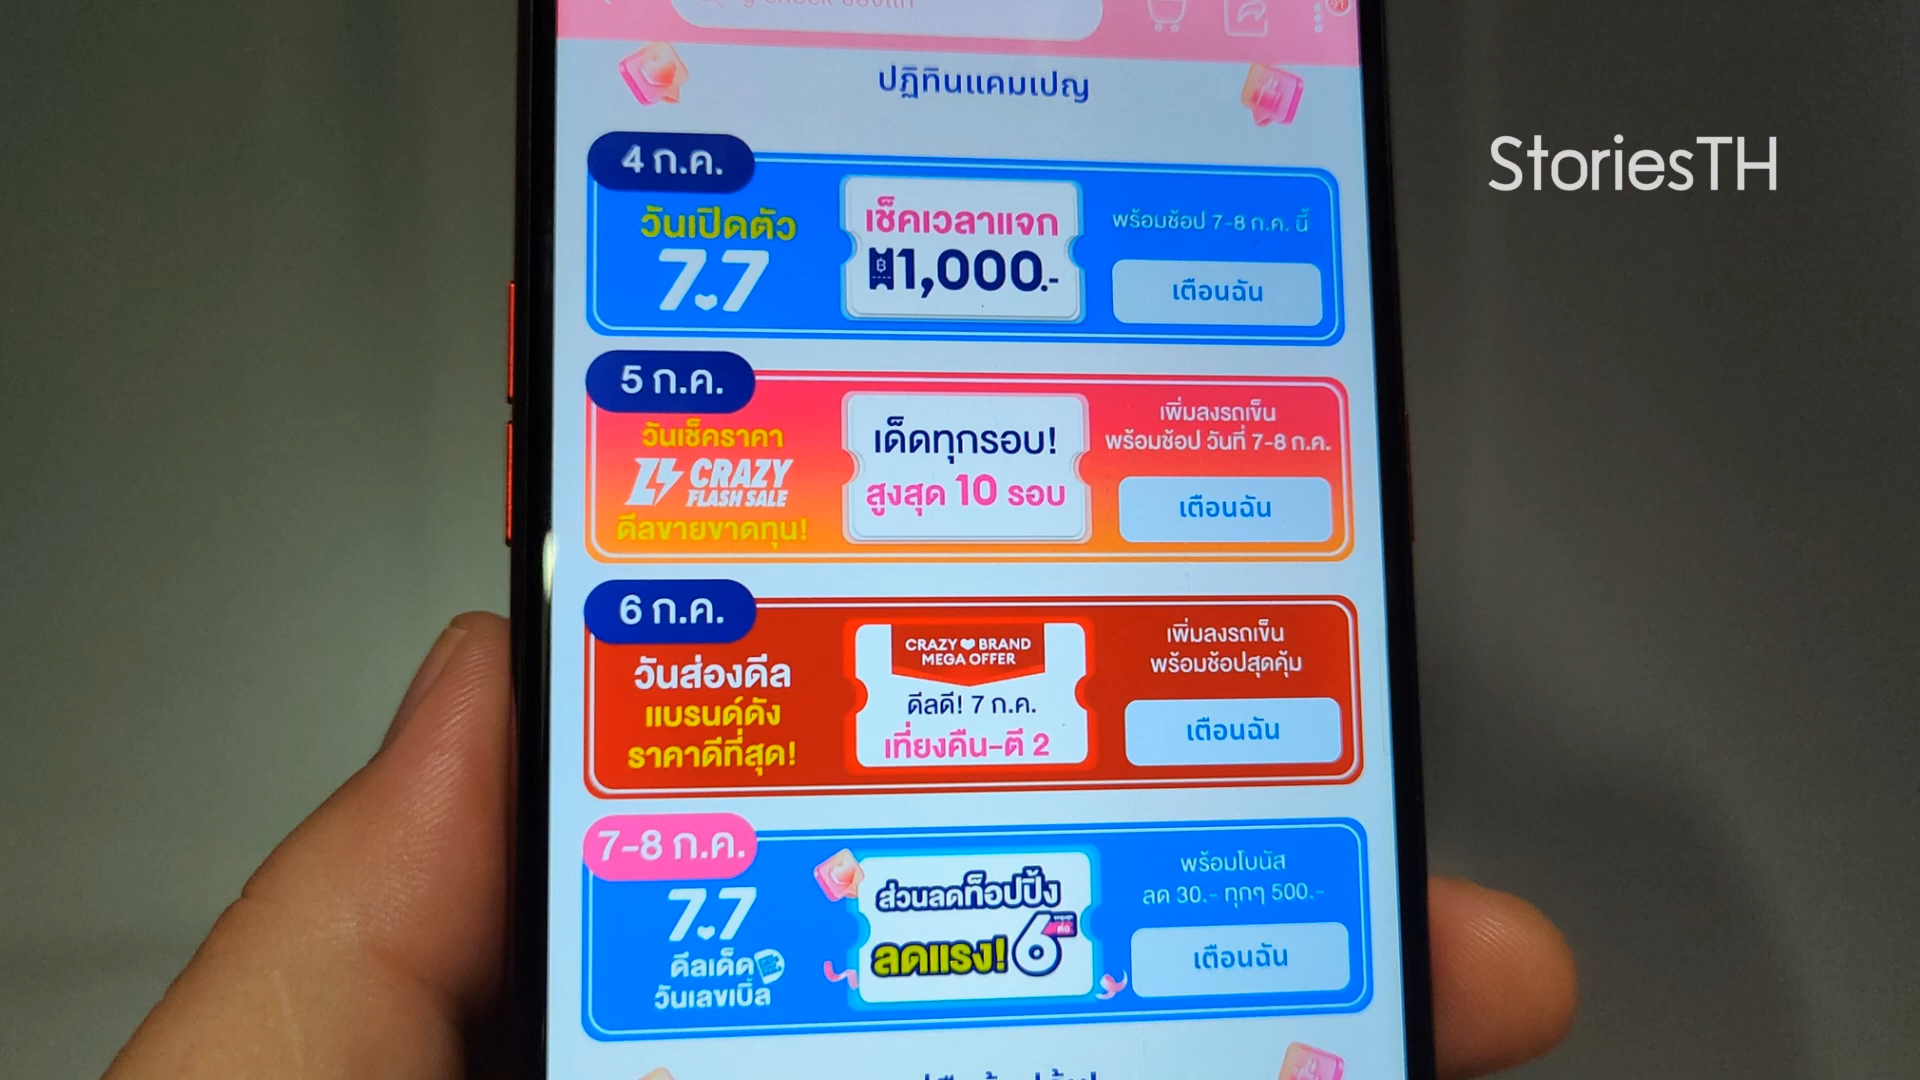 StoriesTH
ปฏิทินแคมเปญ
4 ก.ค.
วันเปิดตัว
7.7
เช็คเวลาแจก
฿1,000.-
พร้อมช้อป 7-8 ก.ค. นี้
เตือนฉัน
5 ก.ค.
วันเช็คราคา
CRAZY
FLASH SALE
ดีลขายขาดทุน!
เด็ดทุกรอบ!
สูงสุด 10 รอบ
เพิ่มลงรถเข็น
พร้อมช้อป วันที่ 7-8 ก.ค.
เตือนฉัน
6 ก.ค.
วันส่องดีล
แบรนด์ดัง
ราคาดีที่สุด!
CRAZY BRAND
MEGA OFFER
ดีลดี! 7 ก.ค.
เที่ยงคืน-ตี 2
เพิ่มลงรถเข็น
พร้อมช้อปสุดคุ้ม
เตือนฉัน
7-8 ก.ค.
7.7
ดีลเด็ด
วันเลขเบิ้ล
ส่วนลดท็อปปิ้ง
ลดแรง! 6 ต่อ
พร้อมโบนัส
ลด 30.- ทุกๆ 500.-
เตือนฉัน